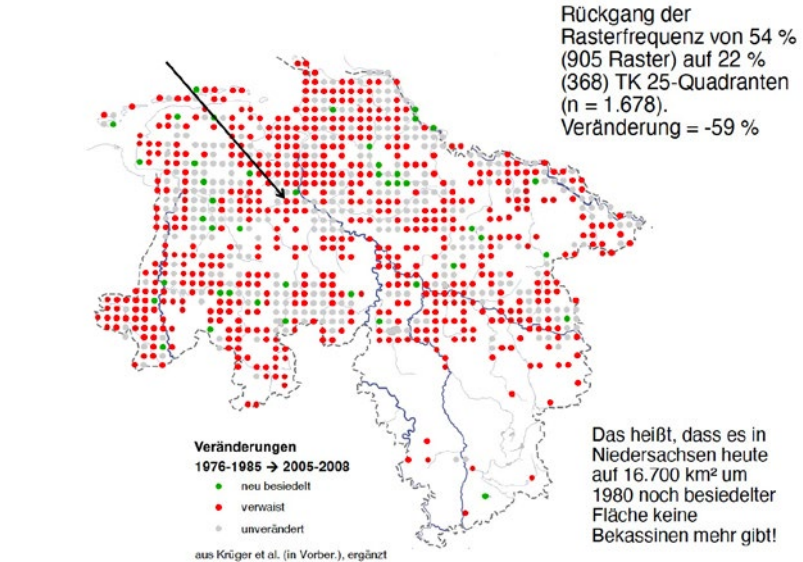 Rückgang der
Rasterfrequenz von 54 %
(905 Raster) auf 22 %
(368) TK 25-Quadranten
(n = 1.678).
Veränderung = -59 %
Veränderungen
1976-1985 → 2005-2008
neu besiedelt
verwaist
unverändert
aus Krüger et al. (in Vorber.), ergänzt
Das heißt, dass es in
Niedersachsen heute
auf 16.700 km² um
1980 noch besiedelter
Fläche keine
Bekassinen mehr gibt!